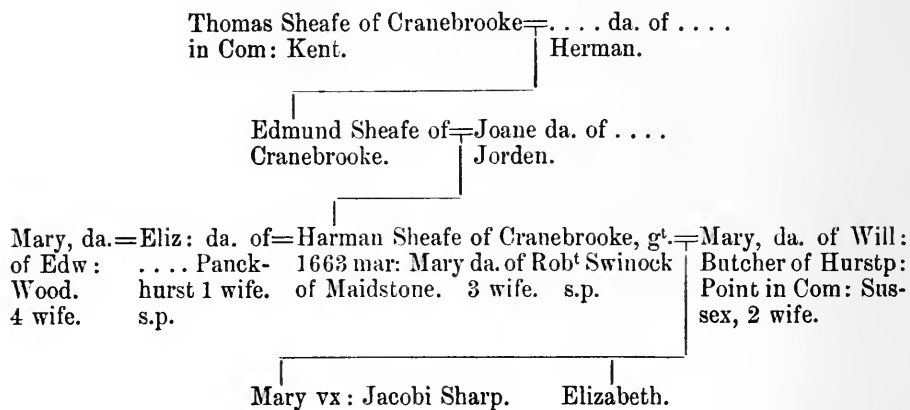 Thomas Sheafe of Cranebrooke=. . . . da. of . . . .
in Com: Kent. Herman.
Edmund Sheafe of=Joane da. of . . . .
Cranebrooke. Jorden.
Mary, da.=Eliz: da. of=Harman Sheafe of Cranebrooke, gᵗ.=Mary, da. of Will:
of Edw: . . . . Panck- 1663 mar: Mary da. of Robᵗ Swinock Butcher of Hurstp:
Wood. hurst 1 wife. of Maidstone. 3 wife. s.p. Point in Com: Sus-
4 wife. s.p. sex, 2 wife.
Mary vx: Jacobi Sharp. Elizabeth.